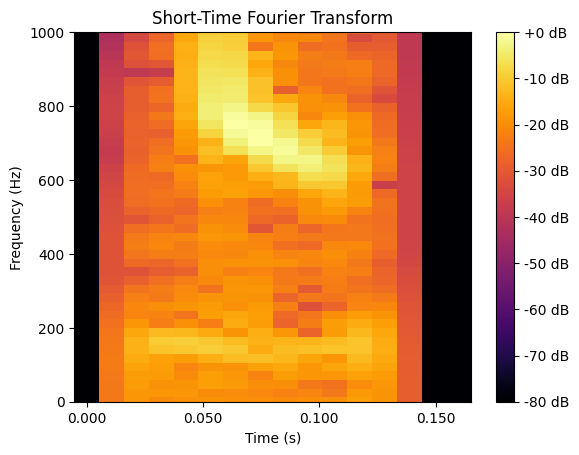 Short-Time Fourier Transform
Frequency (Hz)
1000
800
600
400
200
0
0.000
0.050
0.100
0.150
Time (s)
+0 dB
-10 dB
-20 dB
-30 dB
-40 dB
-50 dB
-60 dB
-70 dB
-80 dB